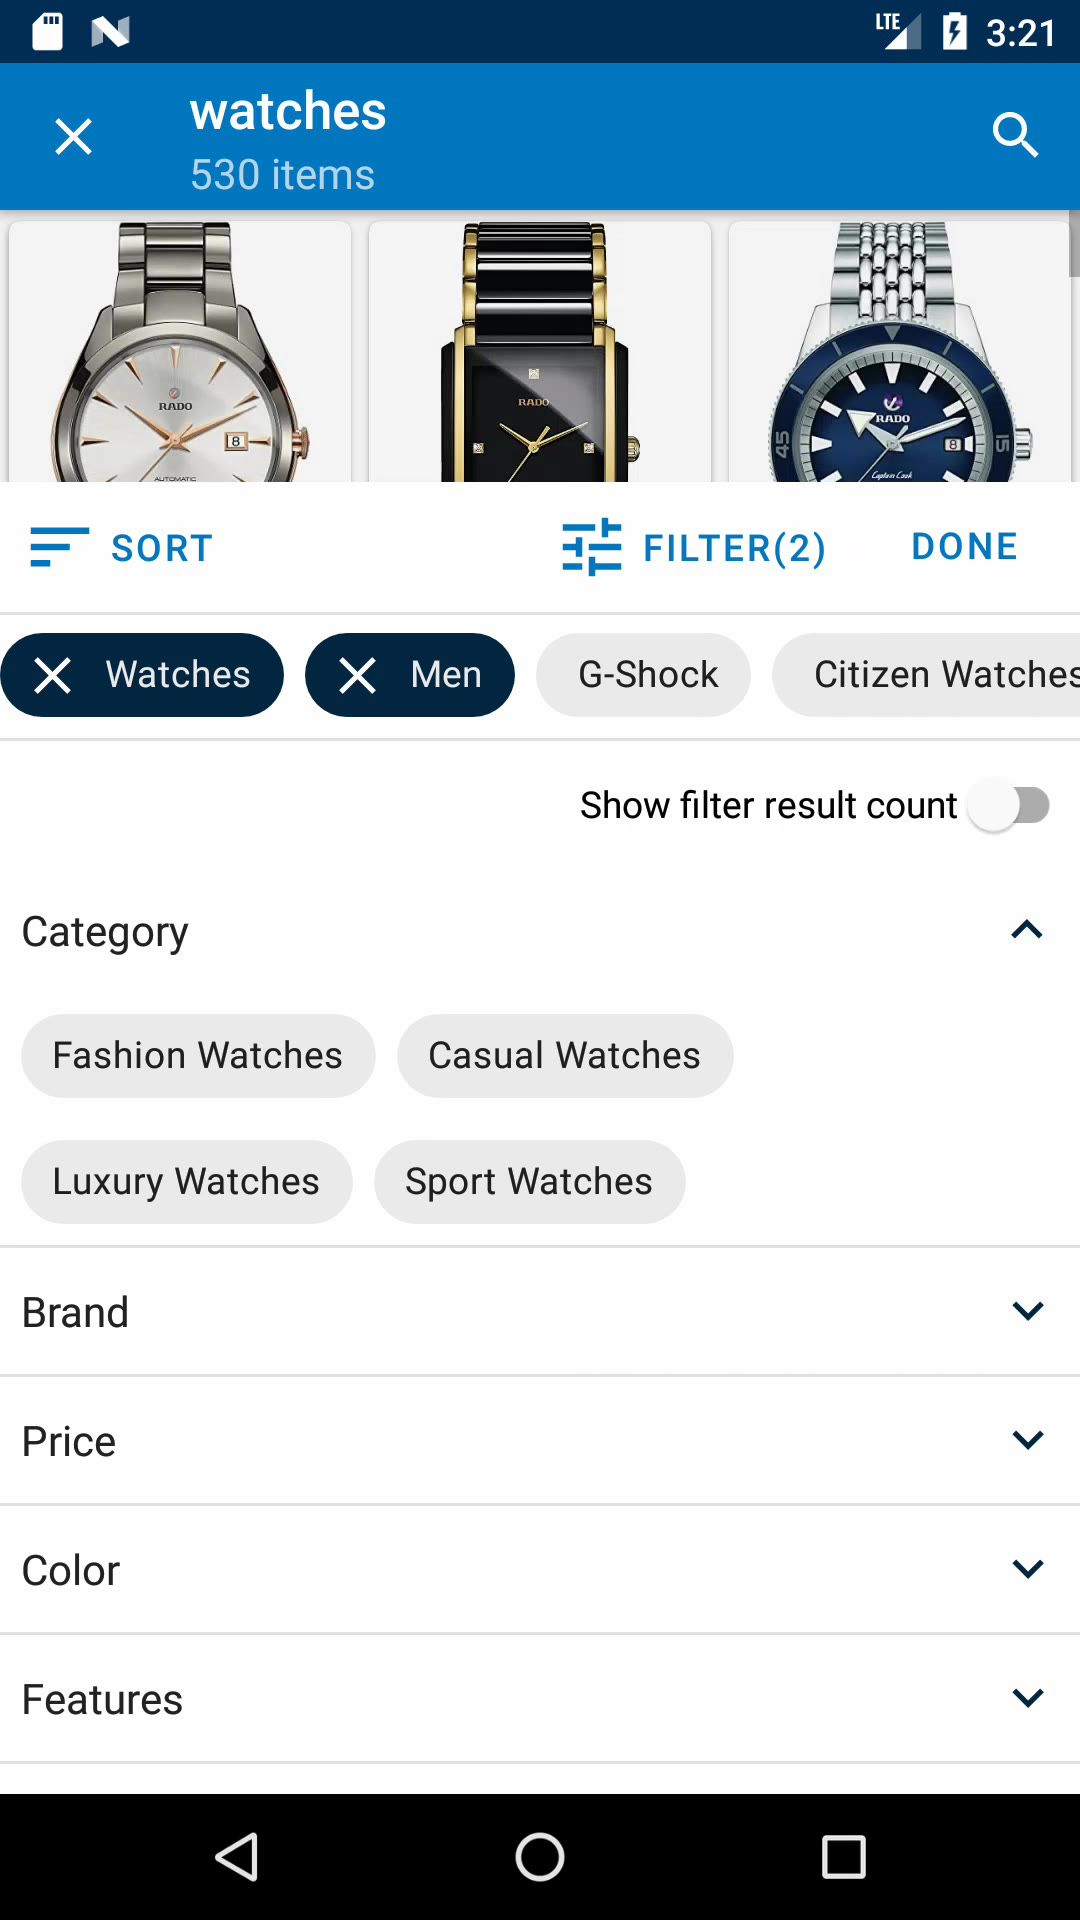 LTE 3:21
watches
530 items
RADO
8
AUTOMATIC
RADO
RADO
45
8
15
Captain Cook
SORT
FILTER(2)
DONE
Watches
Men
G-Shock
Citizen Watches
Show filter result count
Category
Fashion Watches
Casual Watches
Luxury Watches
Sport Watches
Brand
Price
Color
Features